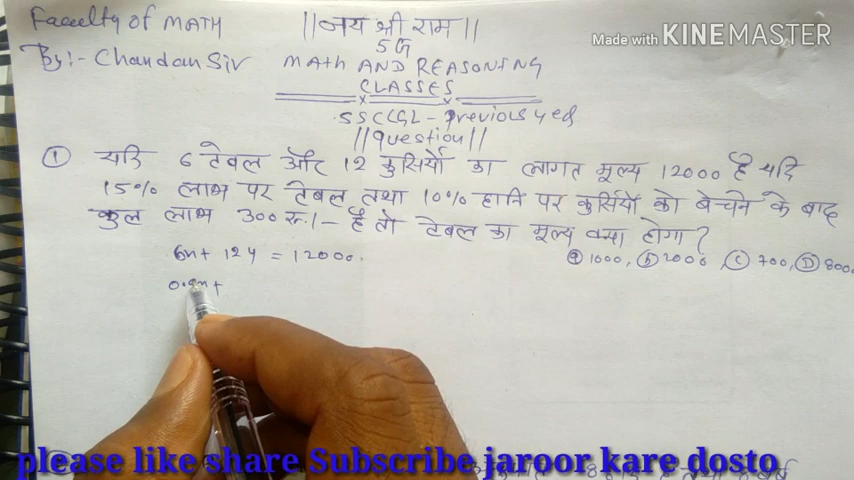 Faculty of MATH
||जय श्री राम||
Made with KINEMASTER
5G
By:- Chandan Sir
MATH AND REASONING
CLASSES
SSCCGL - Previous yed
||Question||
① यदि 6 टेबल और 12 कुर्सियों का लागत मूल्य 12000 है यदि
15% लाभ पर टेबल तथा 10% हानि पर कुर्सियों को बेचने के बाद
कुल लाभ 300 रु./- है तो टेबल का मूल्य क्या होगा?
6x + 12y = 12000.
ⓐ 1000, ⓑ 2000, Ⓒ 700, Ⓓ 800.
please like share Subscribe jaroor kare dosto